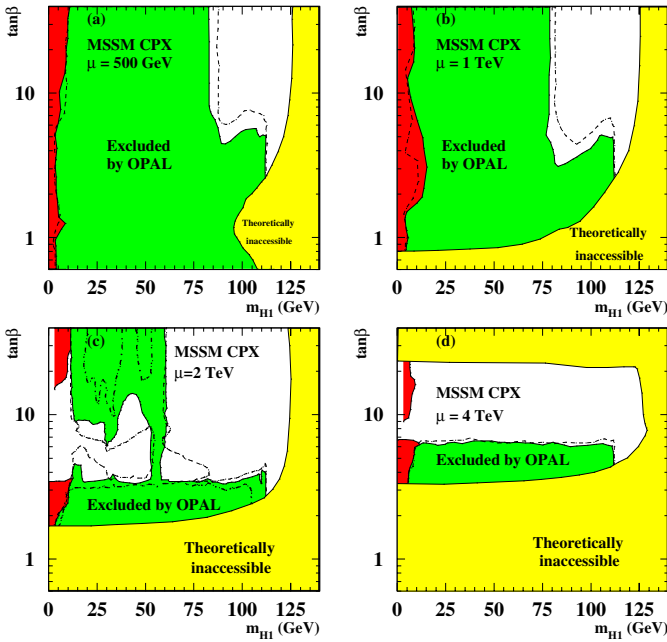 tanβ
(a)
MSSM CPX
μ = 500 GeV
10
Excluded
by OPAL
Theoretically
inaccessible
1
0 25 50 75 100 125
m_H1 (GeV)
tanβ
(b)
MSSM CPX
μ = 1 TeV
10
Excluded
by OPAL
1
Theoretically
inaccessible
0 25 50 75 100 125
m_H1 (GeV)
tanβ
(c)
MSSM CPX
μ=2 TeV
10
Excluded by OPAL
Theoretically
inaccessible
1
0 25 50 75 100 125
m_H1 (GeV)
tanβ
(d)
MSSM CPX
μ = 4 TeV
10
Excluded by OPAL
Theoretically
inaccessible
1
0 25 50 75 100 125
m_H1 (GeV)